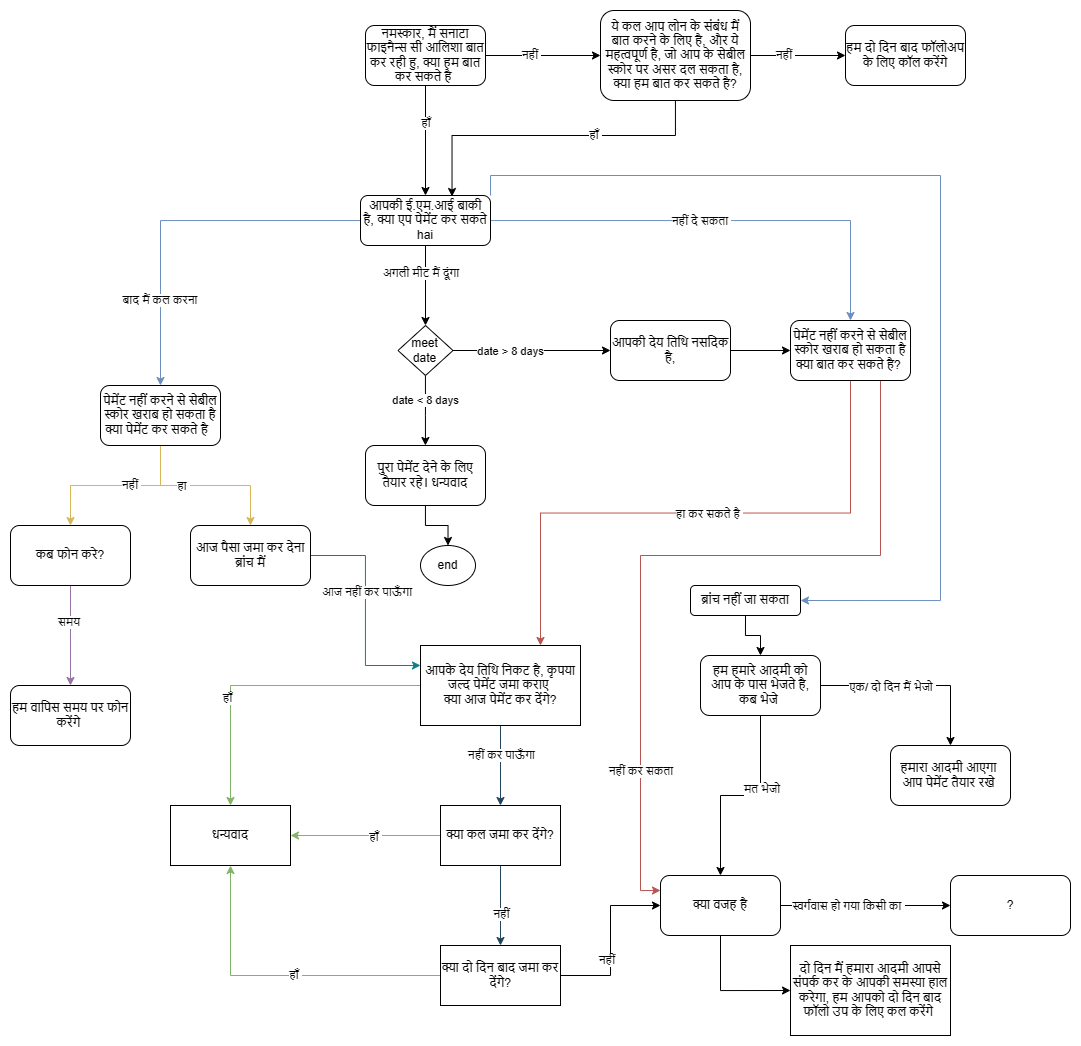 नमस्कार, मैं सनाटा
फाइनैन्स सी आलिशा बात
कर रही हु, क्या हम बात
कर सकते है
नहीं
ये कल आप लोन के संबंध मैं
बात करने के लिए है, और ये
महत्वपूर्ण है, जो आप के सेबील
स्कोर पर असर दल सकता है,
क्या हम बात कर सकते है?
नहीं
हम दो दिन बाद फॉलोअप
के लिए कॉल करेंगे
हाँ
हाँ
आपकी ई.एम.आई बाकी
है, क्या एप पेमेंट कर सकते
hai
नहीं दे सकता
अगली मीट मैं दूंगा
बाद मैं कल करना
meet
date
date > 8 days
आपकी देय तिथि नसदिक
है,
पेमेंट नहीं करने से सेबील
स्कोर खराब हो सकता है
क्या बात कर सकते है?
date < 8 days
पेमेंट नहीं करने से सेबील
स्कोर खराब हो सकता है
क्या पेमेंट कर सकते है
पुरा पेमेंट देने के लिए
तैयार रहे। धन्यवाद
नहीं
हा
हा कर सकते है
कब फोन करे?
आज पैसा जमा कर देना
ब्रांच मैं
end
आज नहीं कर पाऊँगा
ब्रांच नहीं जा सकता
समय
आपके देय तिथि निकट है, कृपया
जल्द पेमेंट जमा कराए
क्या आज पेमेंट कर देंगे?
हम हमारे आदमी को
आप के पास भेजते है,
कब भेजे
एक/ दो दिन मैं भेजो
हाँ
हम वापिस समय पर फोन
करेंगे
नहीं कर पाऊँगा
नहीं कर सकता
हमारा आदमी आएगा
आप पेमेंट तैयार रखे
मत भेजो
धन्यवाद
हाँ
क्या कल जमा कर देंगे?
नहीं
क्या वजह है
स्वर्गवास हो गया किसी का
?
हाँ
क्या दो दिन बाद जमा कर
देंगे?
नहीं
दो दिन मैं हमारा आदमी आपसे
संपर्क कर के आपकी समस्या हाल
करेगा, हम आपको दो दिन बाद
फॉलो उप के लिए कल करेंगे